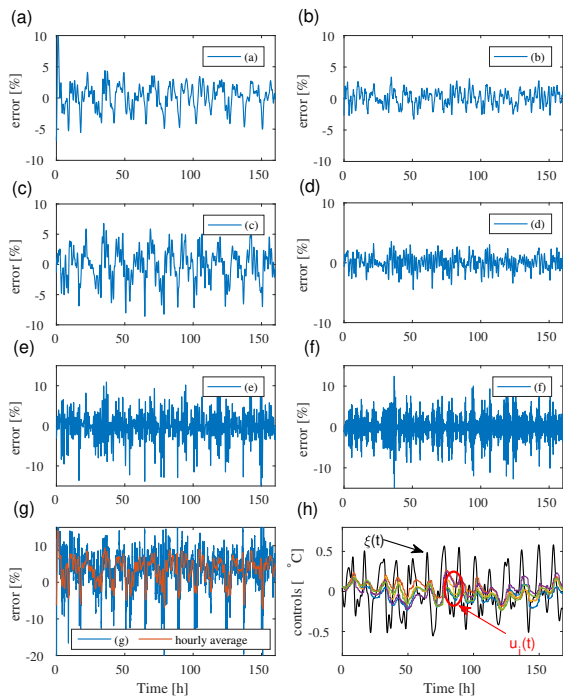 (a)
10
5
0
-5
-10
error [%]
0
50
100
150
(a)
(b)
10
5
0
-5
-10
error [%]
0
50
100
150
(b)
(c)
10
5
0
-5
-10
error [%]
0
50
100
150
(c)
(d)
10
5
0
-5
-10
error [%]
0
50
100
150
(d)
(e)
10
0
-10
error [%]
0
50
100
150
(e)
(f)
10
0
-10
error [%]
0
50
100
150
(f)
(g)
10
0
-10
-20
error [%]
0
50
100
150
Time [h]
(g)
hourly average
(h)
0.5
0
-0.5
controls [ °C]
0
50
100
150
Time [h]
ξ(t)
u_i(t)